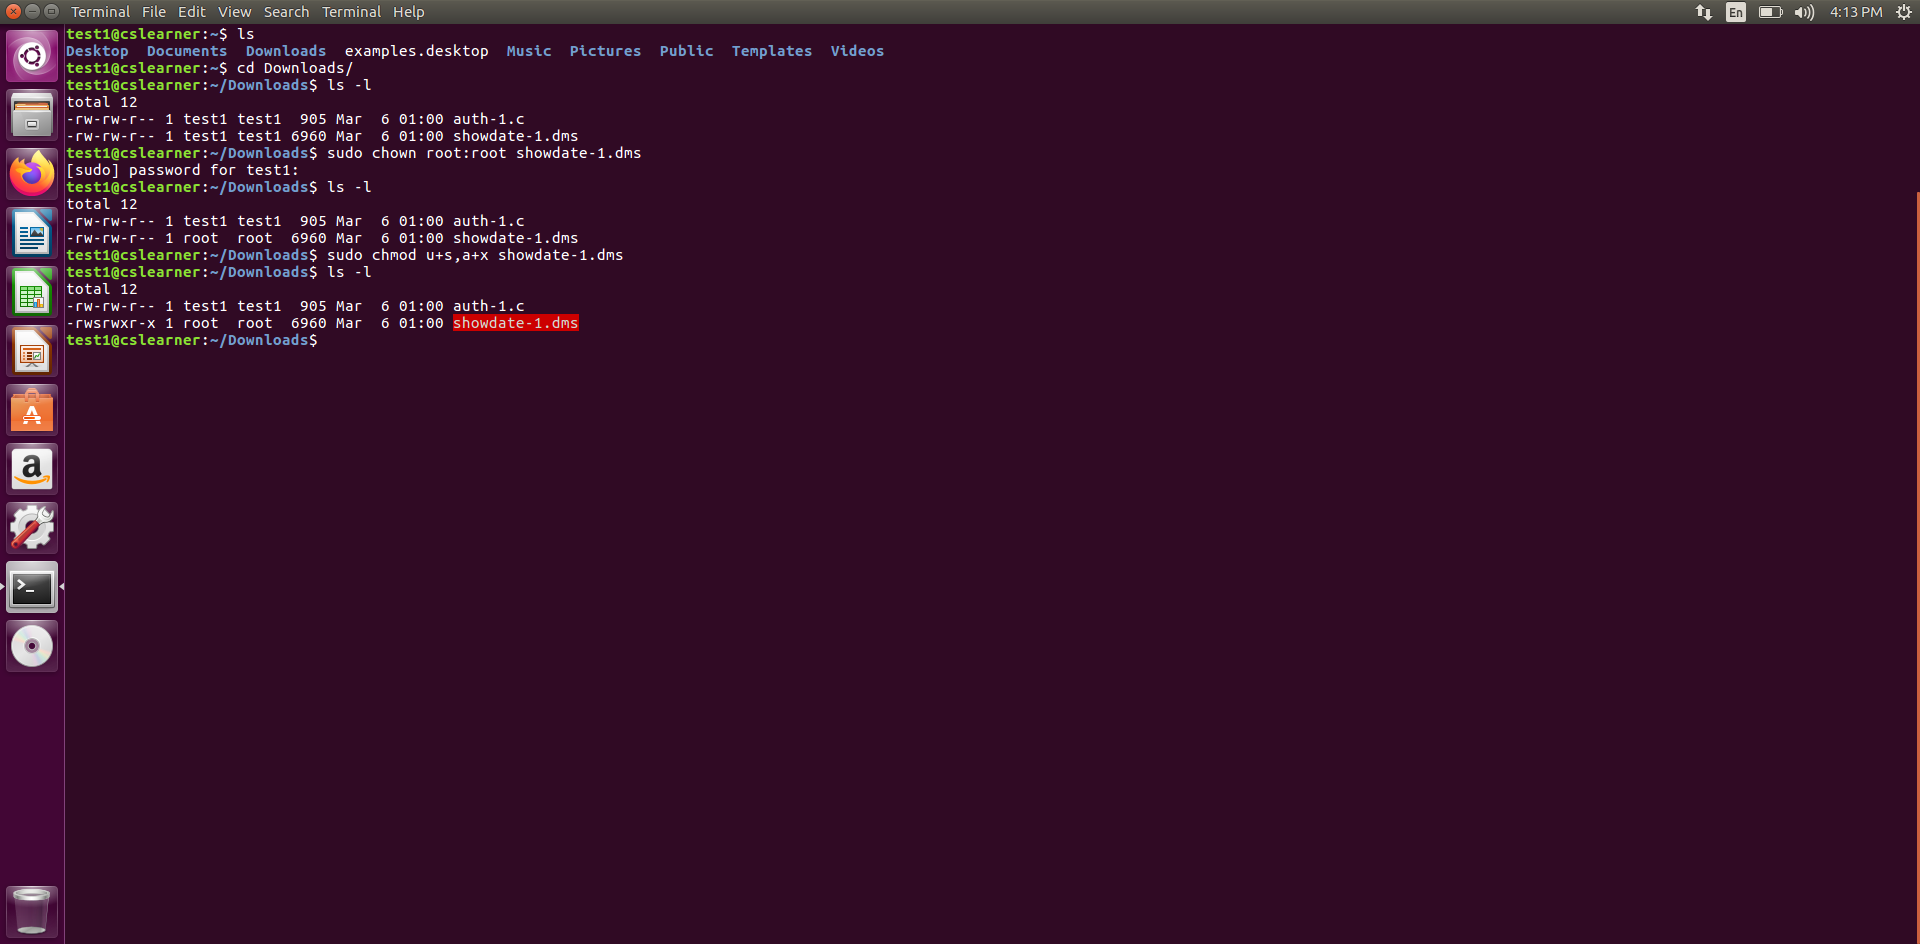 Terminal File Edit View Search Terminal Help En 4:13 PM
test1@cslearner:~$ ls
Desktop Documents Downloads examples.desktop Music Pictures Public Templates Videos
test1@cslearner:~$ cd Downloads/
test1@cslearner:~/Downloads$ ls -l
total 12
-rw-rw-r-- 1 test1 test1  905 Mar  6 01:00 auth-1.c
-rw-rw-r-- 1 test1 test1 6960 Mar  6 01:00 showdate-1.dms
test1@cslearner:~/Downloads$ sudo chown root:root showdate-1.dms
[sudo] password for test1:
test1@cslearner:~/Downloads$ ls -l
total 12
-rw-rw-r-- 1 test1 test1  905 Mar  6 01:00 auth-1.c
-rw-rw-r-- 1 root  root  6960 Mar  6 01:00 showdate-1.dms
test1@cslearner:~/Downloads$ sudo chmod u+s,a+x showdate-1.dms
test1@cslearner:~/Downloads$ ls -l
total 12
-rw-rw-r-- 1 test1 test1  905 Mar  6 01:00 auth-1.c
-rwsrwxr-x 1 root  root  6960 Mar  6 01:00 showdate-1.dms
test1@cslearner:~/Downloads$